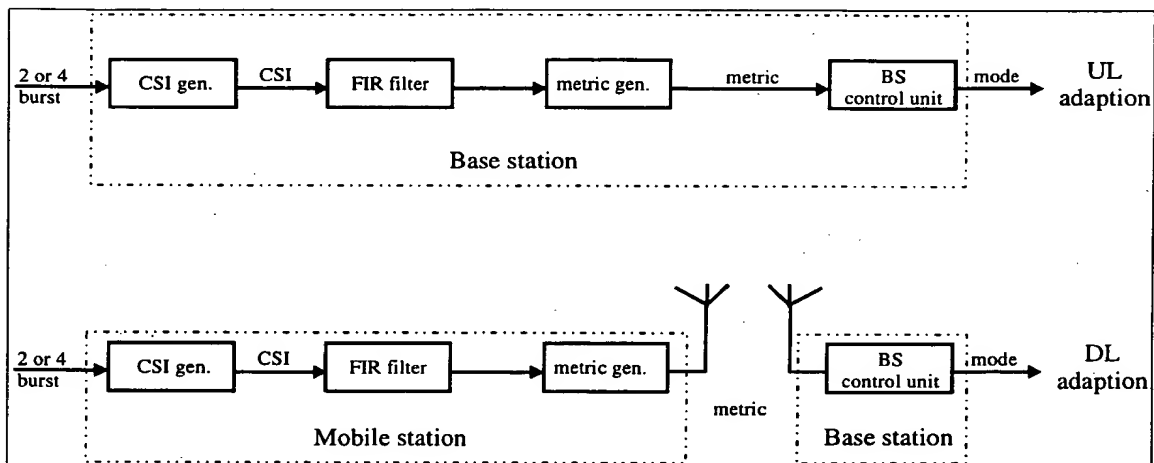 2 or 4
burst
CSI gen.
CSI
FIR filter
metric gen.
metric
BS
control unit
mode
UL
adaption
Base station
2 or 4
burst
CSI gen.
CSI
FIR filter
metric gen.
metric
BS
control unit
mode
DL
adaption
Mobile station
Base station